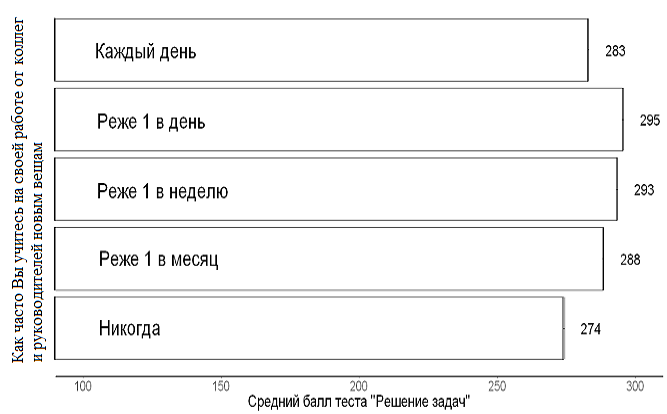 Как часто Вы учитесь на своей работе от коллег
и руководителей новым вещам
Каждый день 283
Реже 1 в день 295
Реже 1 в неделю 293
Реже 1 в месяц 288
Никогда 274
100 150 200 250 300
Средний балл теста "Решение задач"